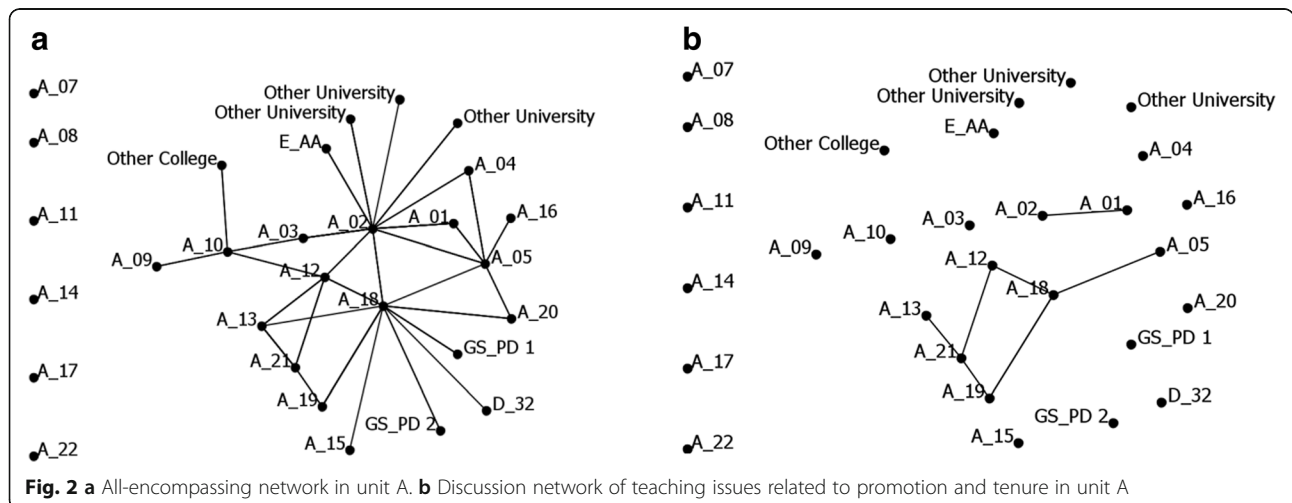 a
A_07
Other University
Other University
Other University
A_08
E_AA
Other College
A_04
A_11
A_16
A_02
A_01
A_03
A_10
A_09
A_05
A_12
A_14
A_18
A_20
A_13
GS_PD 1
A_21
A_17
A_19
D_32
GS_PD 2
A_15
A_22
b
A_07
Other University
Other University
Other University
A_08
E_AA
Other College
A_04
A_11
A_16
A_02
A_01
A_03
A_10
A_09
A_05
A_12
A_14
A_18
A_20
A_13
GS_PD 1
A_21
A_17
A_19
D_32
GS_PD 2
A_15
A_22
Fig. 2 a All-encompassing network in unit A. b Discussion network of teaching issues related to promotion and tenure in unit A